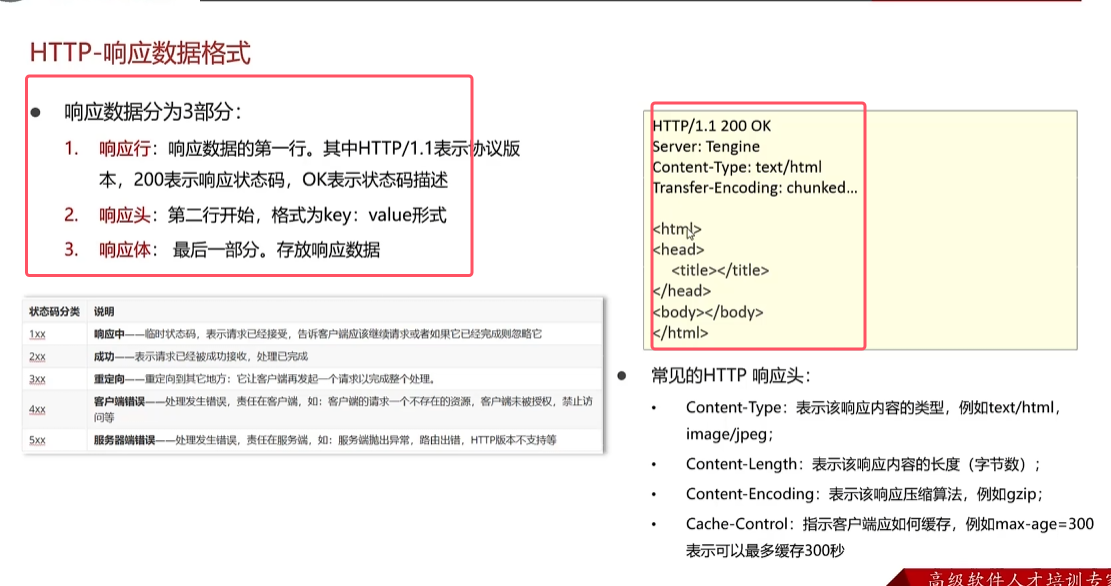 HTTP-响应数据格式
● 响应数据分为3部分：
1. 响应行：响应数据的第一行。其中HTTP/1.1表示协议版
本，200表示响应状态码，OK表示状态码描述
2. 响应头：第二行开始，格式为key：value形式
3. 响应体： 最后一部分。存放响应数据
状态码分类 说明
1xx 响应中——临时状态码，表示请求已经接受，告诉客户端应该继续请求或者如果它已经完成则忽略它
2xx 成功——表示请求已经被成功接收，处理已完成
3xx 重定向——重定向到其它地方：它让客户端再发起一个请求以完成整个处理。
4xx 客户端错误——处理发生错误，责任在客户端，如：客户端的请求一个不存在的资源，客户端未被授权，禁止访
问等
5xx 服务器端错误——处理发生错误，责任在服务端，如：服务端抛出异常，路由出错，HTTP版本不支持等
HTTP/1.1 200 OK
Server: Tengine
Content-Type: text/html
Transfer-Encoding: chunked...
<html>
<head>
<title></title>
</head>
<body></body>
</html>
● 常见的HTTP 响应头：
• Content-Type：表示该响应内容的类型，例如text/html，
image/jpeg；
• Content-Length：表示该响应内容的长度（字节数）；
• Content-Encoding：表示该响应压缩算法，例如gzip；
• Cache-Control：指示客户端应如何缓存，例如max-age=300
表示可以最多缓存300秒
高级软件人才培训专家